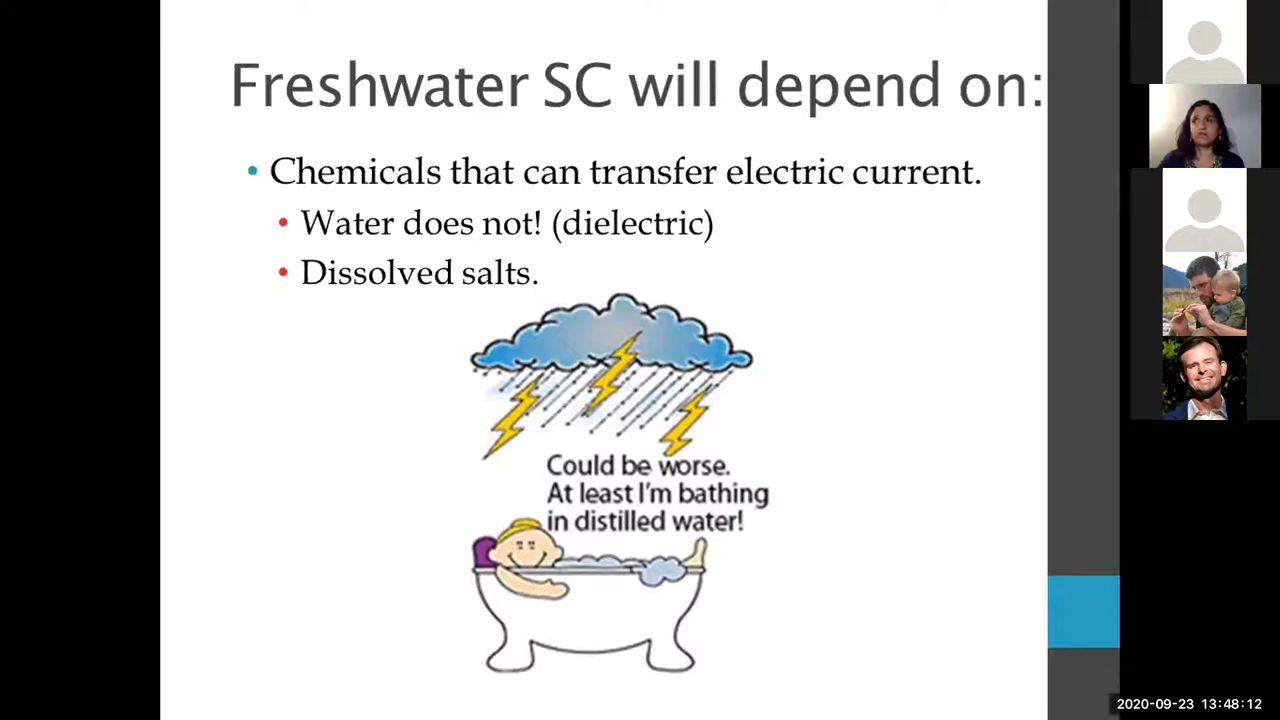 Freshwater SC will depend on:
• Chemicals that can transfer electric current.
• Water does not! (dielectric)
• Dissolved salts.
Could be worse.
At least I'm bathing
in distilled water!
2020-09-23 13:48:12